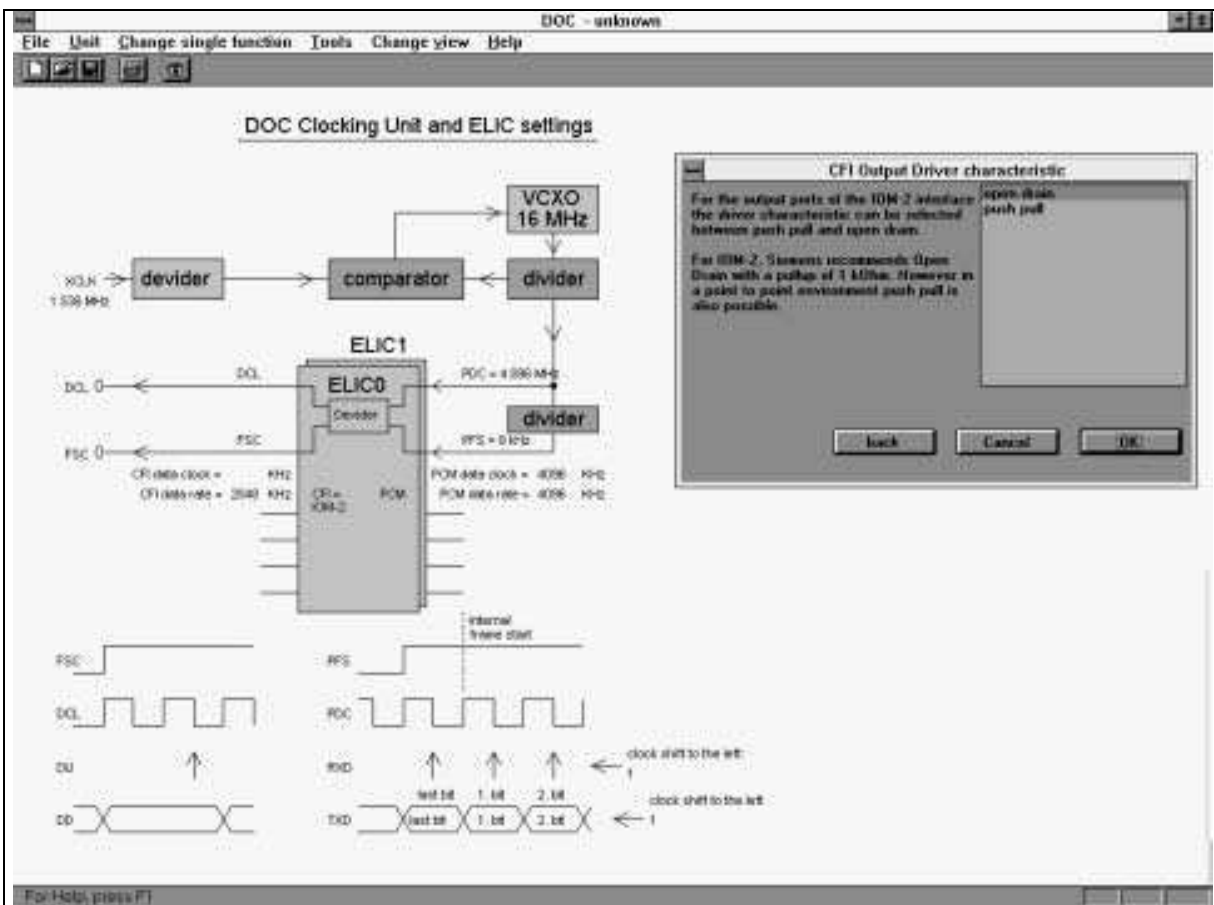 DOC - unknown
File Unit Change single function Tools Change view Help
DOC Clocking Unit and ELIC settings
VCXO
16 MHz
XCLK
1 536 MHz
devider
comparator
divider
ELIC1
ELIC0
Devider
DCL 0
DCL
PDC = 4096 MHz
divider
FSC 0
FSC
PFS = 8 kHz
CFI data clock = KHz
CFI data rate = 2048 KHz
PCM data clock = 4096 KHz
PCM data rate = 4096 KHz
CFI =
IOM-2
PCM
internal
frame start
FSC
PFS
DCL
PDC
DU
RXD
clock shift to the left
1
last bit 1. bit 2. bit
DD
TXD
last bit 1. bit 2. bit
clock shift to the left
1
CFI Output Driver characteristic
For the output ports of the IOM-2 interface
the driver characteristic can be selected
between push pull and open drain.
For IOM-2, Siemens recommends Open
Drain with a pullup of 1 kOhm. However in
a point to point environment push pull is
also possible.
open drain
push pull
back
Cancel
OK
For Help, press F1